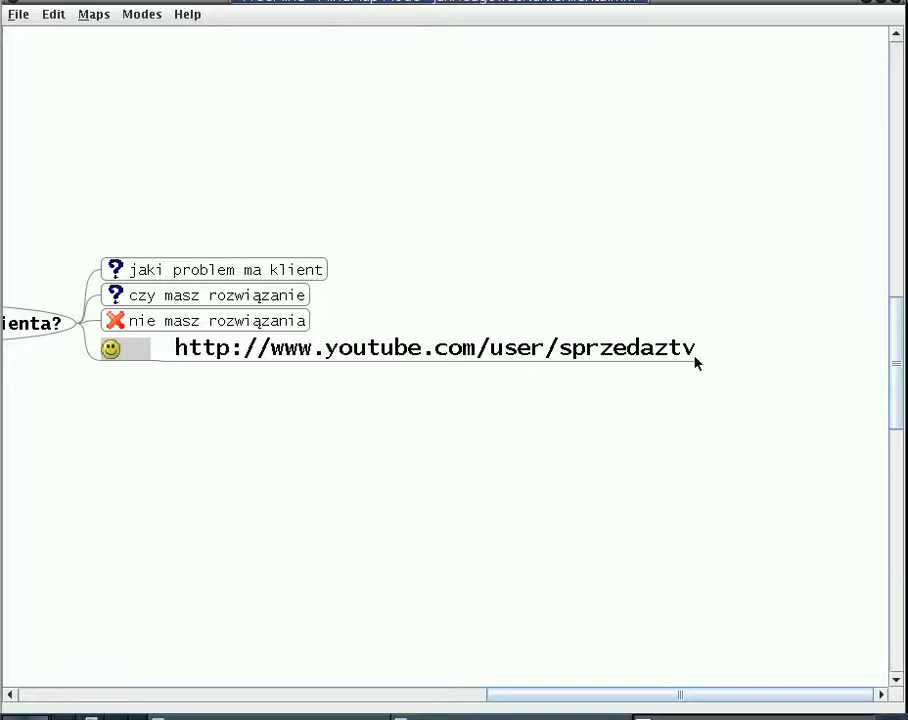 File Edit Maps Modes Help
jaki problem ma klient
czy masz rozwiązanie
ienta?
nie masz rozwiązania
http://www.youtube.com/user/sprzedaztv